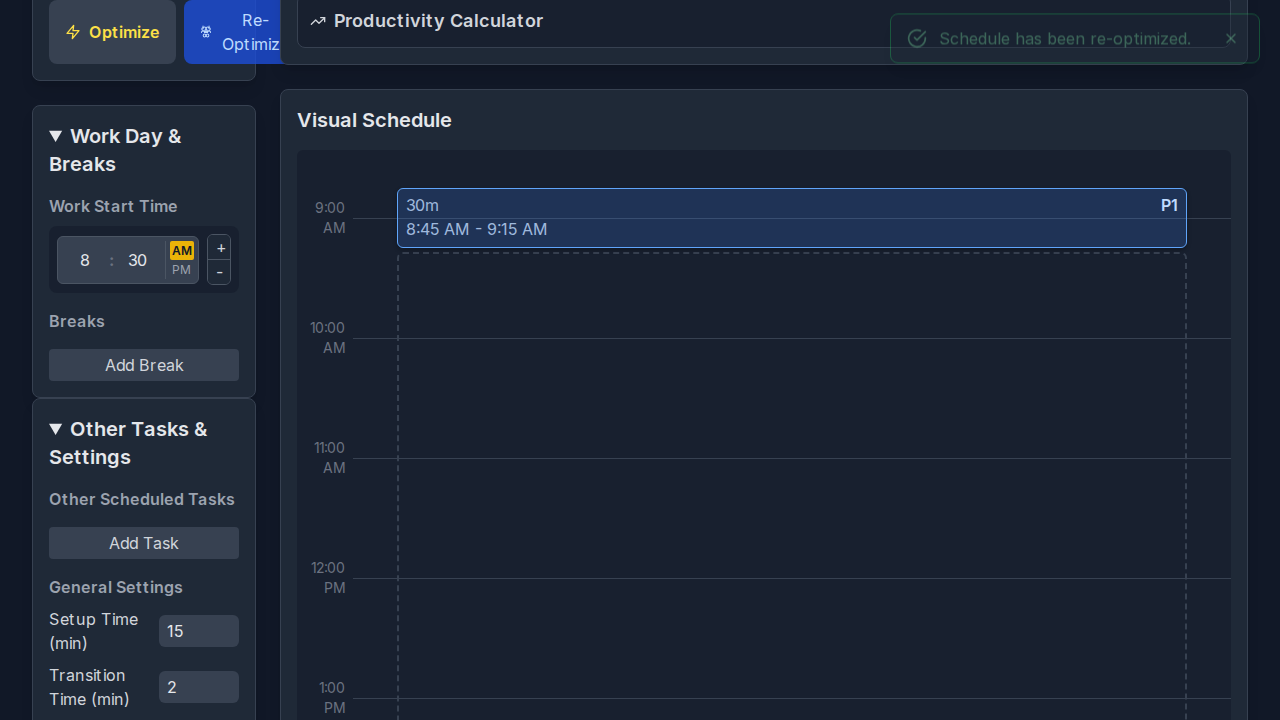 Optimize
Re-
Optimiz
Productivity Calculator
Schedule has been re-optimized.
Work Day &
Breaks
Work Start Time
8 : 30
AM
PM
+
-
Breaks
Add Break
Other Tasks &
Settings
Other Scheduled Tasks
Add Task
General Settings
Setup Time
(min)
15
Transition
Time (min)
2
Visual Schedule
9:00
AM
30m
P1
8:45 AM - 9:15 AM
10:00
AM
11:00
AM
12:00
PM
1:00
PM